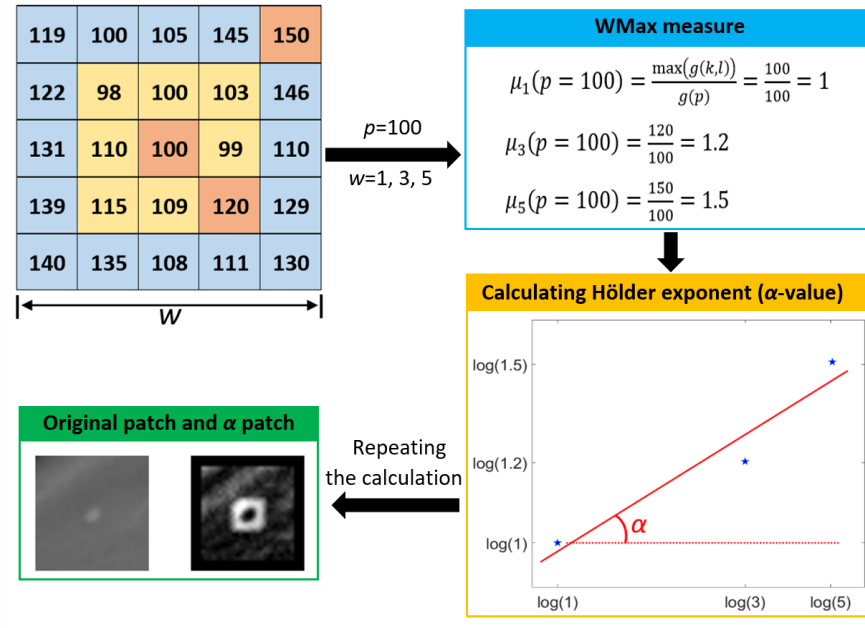 119 100 105 145 150
122 98 100 103 146
131 110 100 99 110
139 115 109 120 129
140 135 108 111 130
W
p=100
w=1, 3, 5
WMax measure
μ₁(p = 100) = max(g(k,l))/g(p) = 100/100 = 1
μ₃(p = 100) = 120/100 = 1.2
μ₅(p = 100) = 150/100 = 1.5
Calculating Hölder exponent (α-value)
log(1.5)
log(1.2)
log(1)
α
log(1) log(3) log(5)
Repeating
the calculation
Original patch and α patch